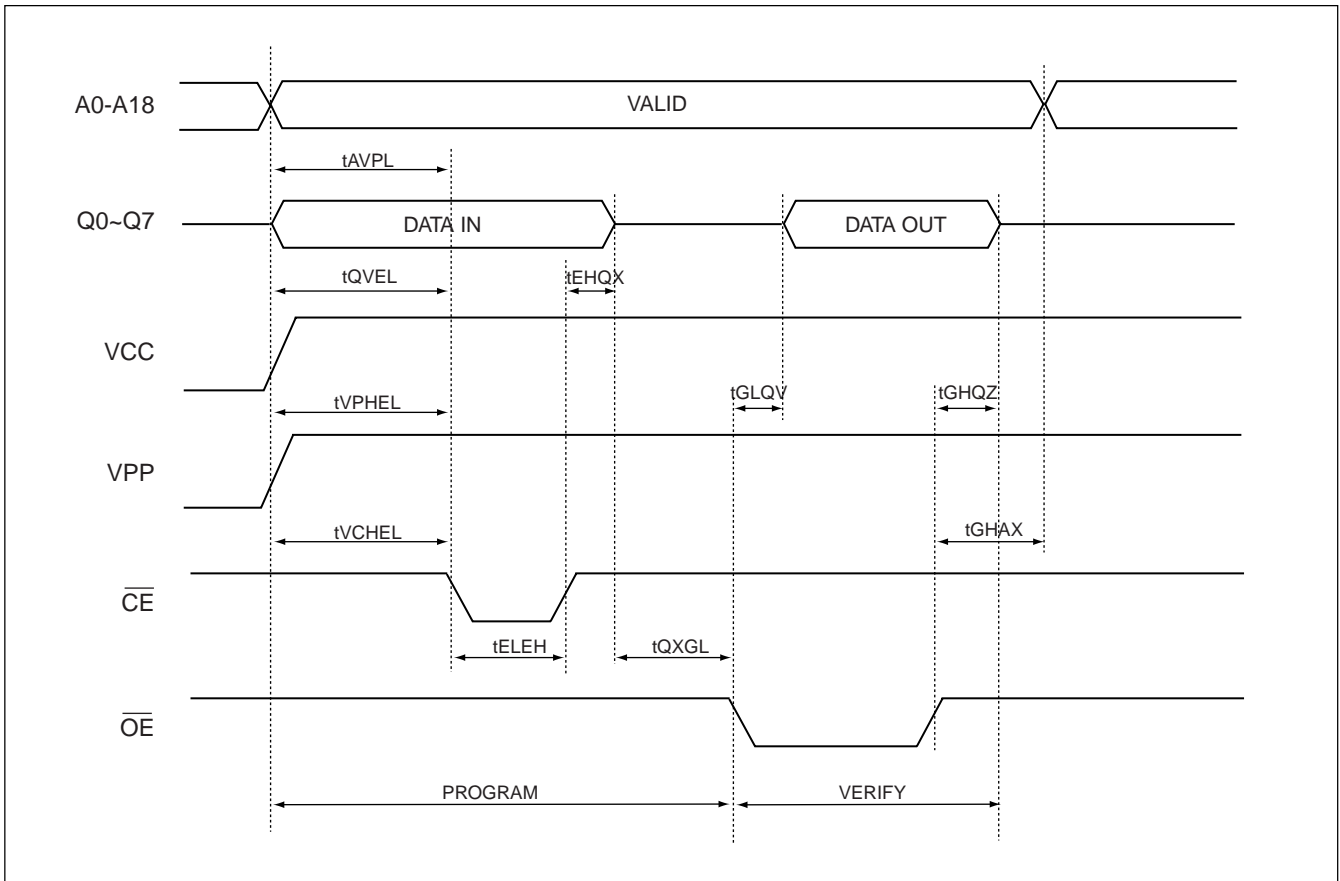 A0-A18
VALID
tAVPL
Q0~Q7
DATA IN
DATA OUT
tQVEL
tEHQX
VCC
tVPHEL
tGLQV
tGHQZ
VPP
tVCHEL
tGHAX
CE
tELEH
tQXGL
OE
PROGRAM
VERIFY